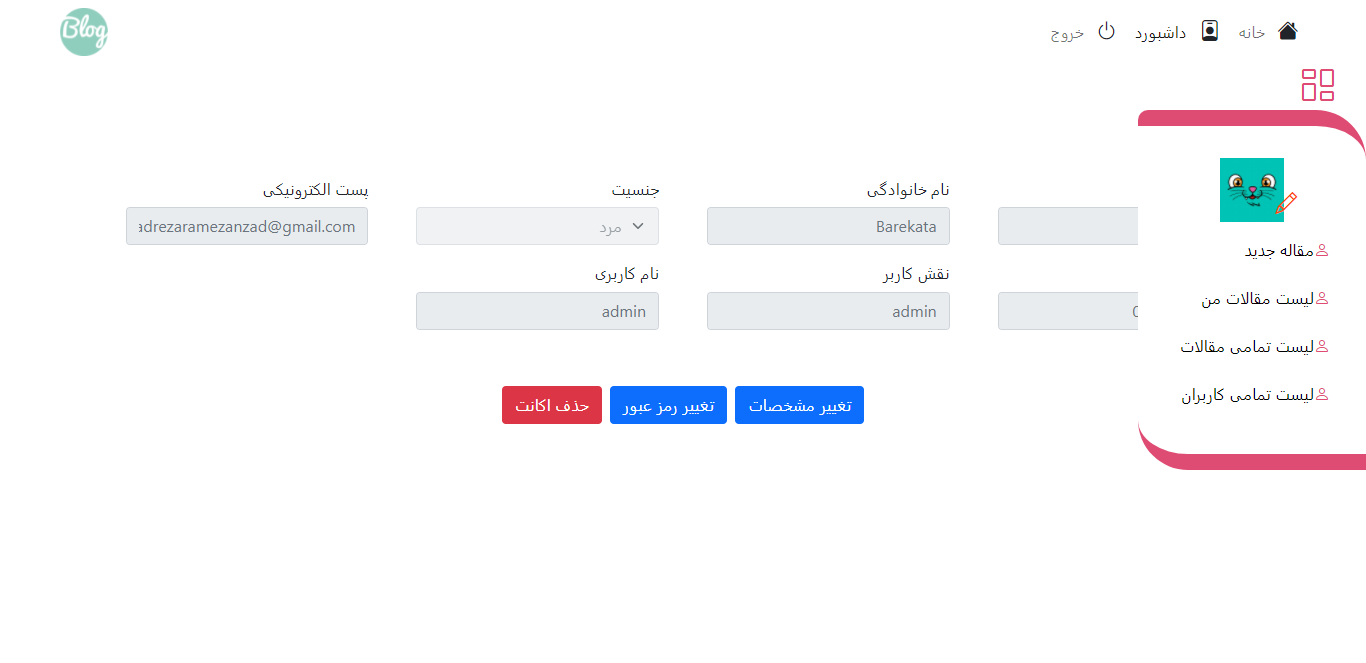 خانه
داشبورد
خروج
Blog
مقاله جدید
لیست مقالات من
لیست تمامی مقالات
لیست تمامی کاربران
نام خانوادگی
جنسیت
پست الکترونیکی
Barekata
مرد
adrezaramezanzad@gmail.com
نقش کاربر
نام کاربری
admin
admin
تغییر مشخصات
تغییر رمز عبور
حذف اکانت